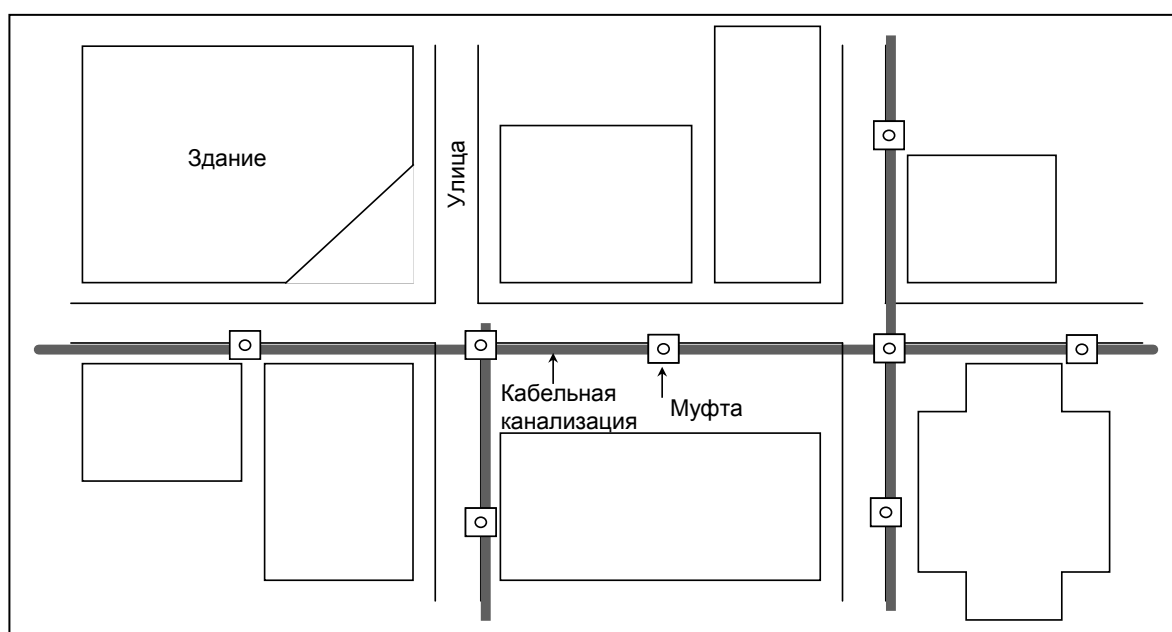 Здание
Улица
Кабельная
канализация
Муфта